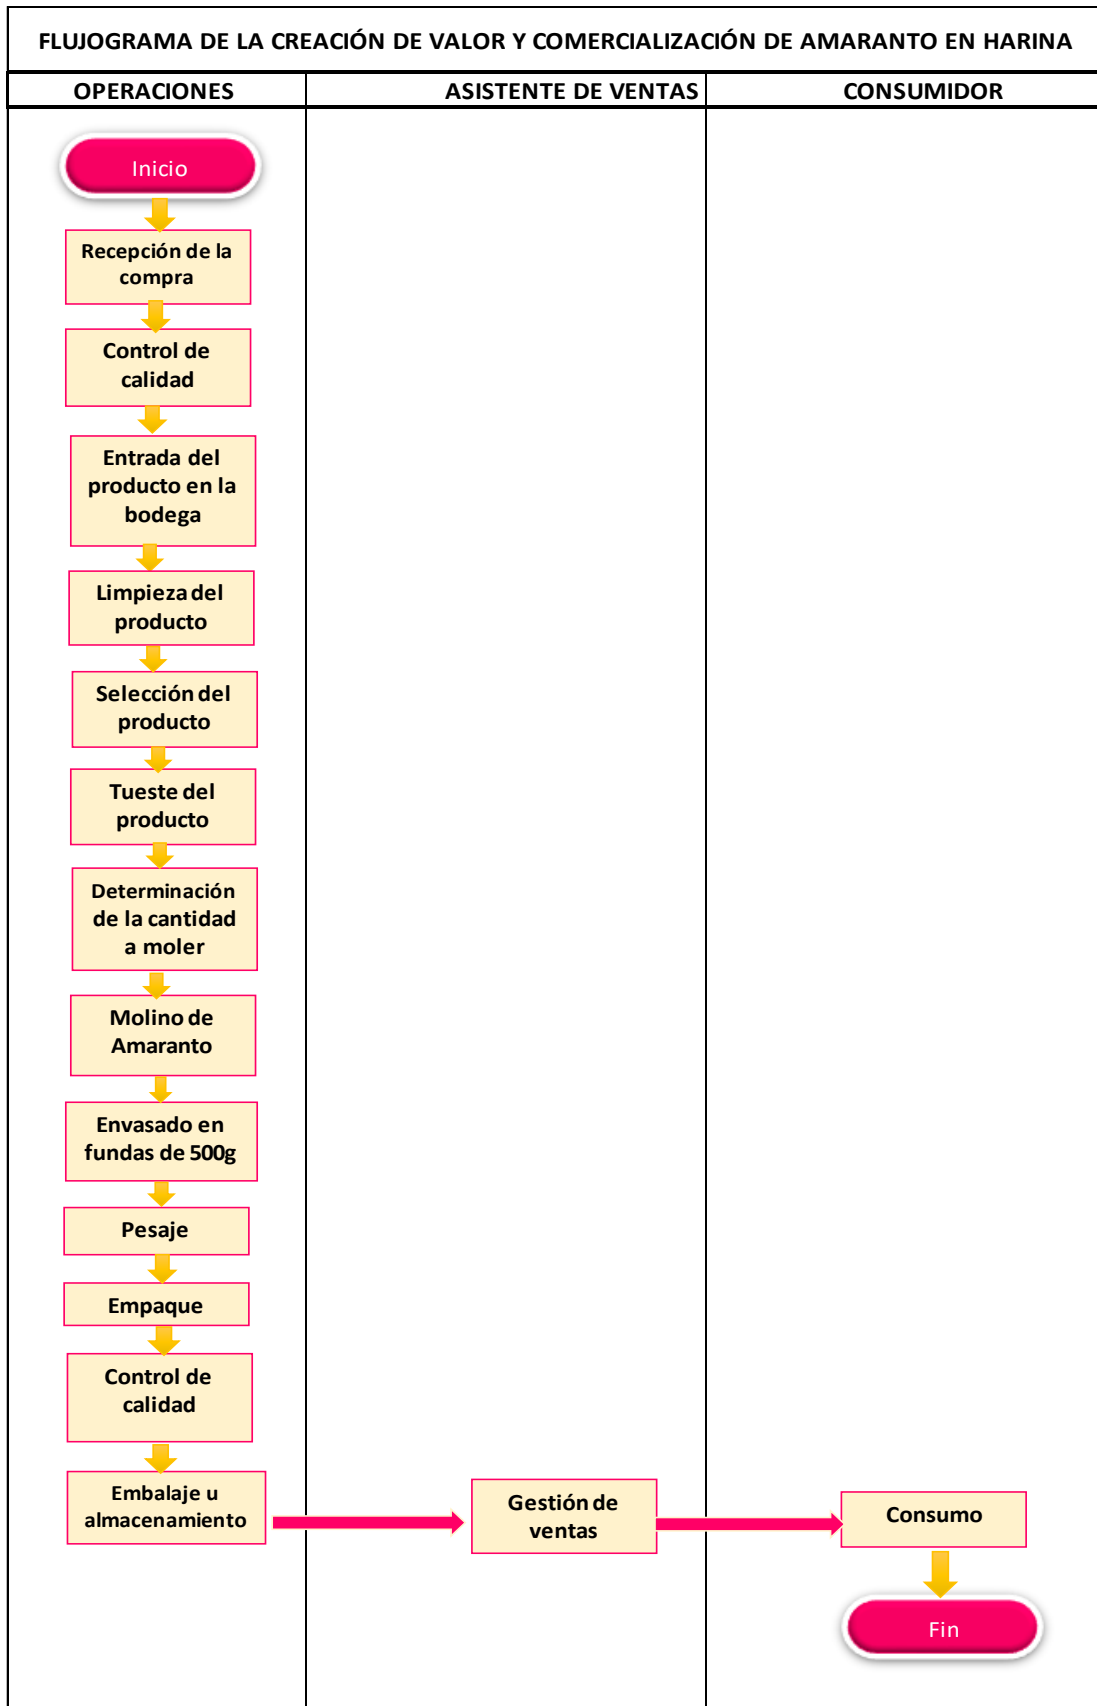 FLUJOGRAMA DE LA CREACIÓN DE VALOR Y COMERCIALIZACIÓN DE AMARANTO EN HARINA
OPERACIONES
ASISTENTE DE VENTAS
CONSUMIDOR
Inicio
Recepción de la
compra
Control de
calidad
Entrada del
producto en la
bodega
Limpieza del
producto
Selección del
producto
Tueste del
producto
Determinación
de la cantidad
a moler
Molino de
Amaranto
Envasado en
fundas de 500g
Pesaje
Empaque
Control de
calidad
Embalaje u
almacenamiento
Gestión de
ventas
Consumo
Fin